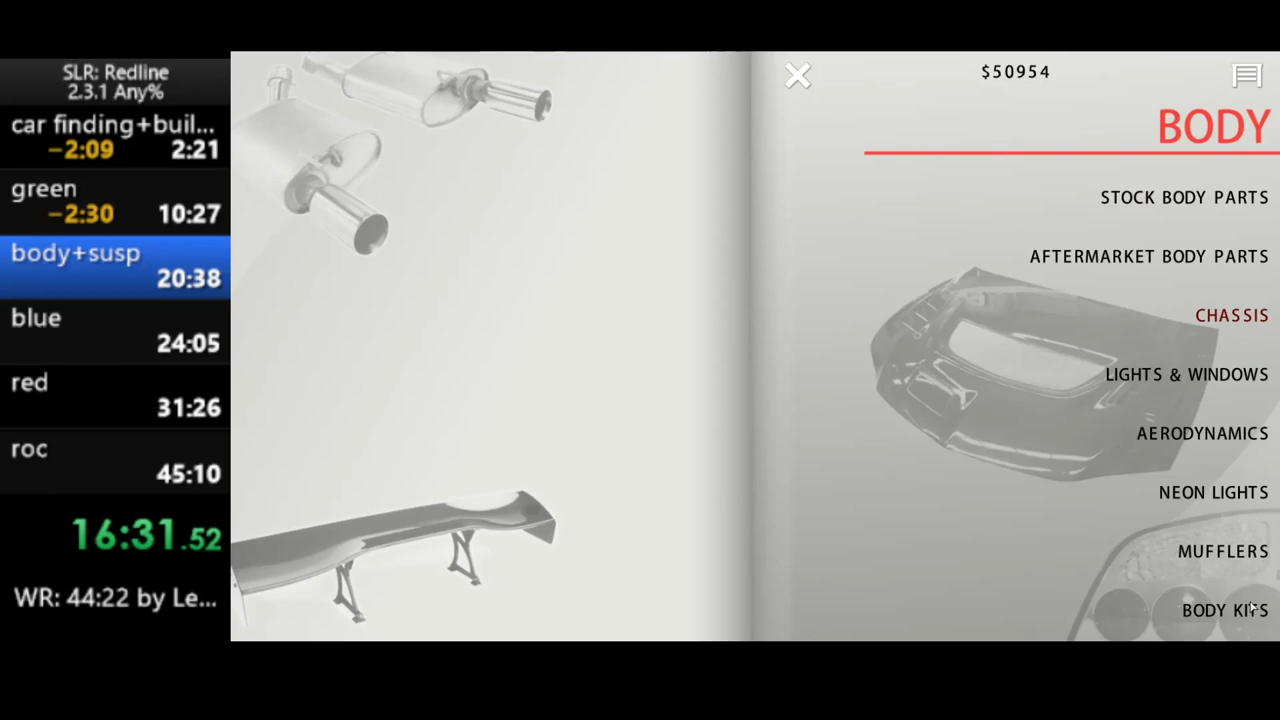 SLR: Redline
2.3.1 Any%
car finding+buil...
−2:09 2:21
green
−2:30 10:27
body+susp
20:38
blue
24:05
red
31:26
roc
45:10
16:31.52
WR: 44:22 by Le...
$50954
BODY
STOCK BODY PARTS
AFTERMARKET BODY PARTS
CHASSIS
LIGHTS & WINDOWS
AERODYNAMICS
NEON LIGHTS
MUFFLERS
BODY KITS